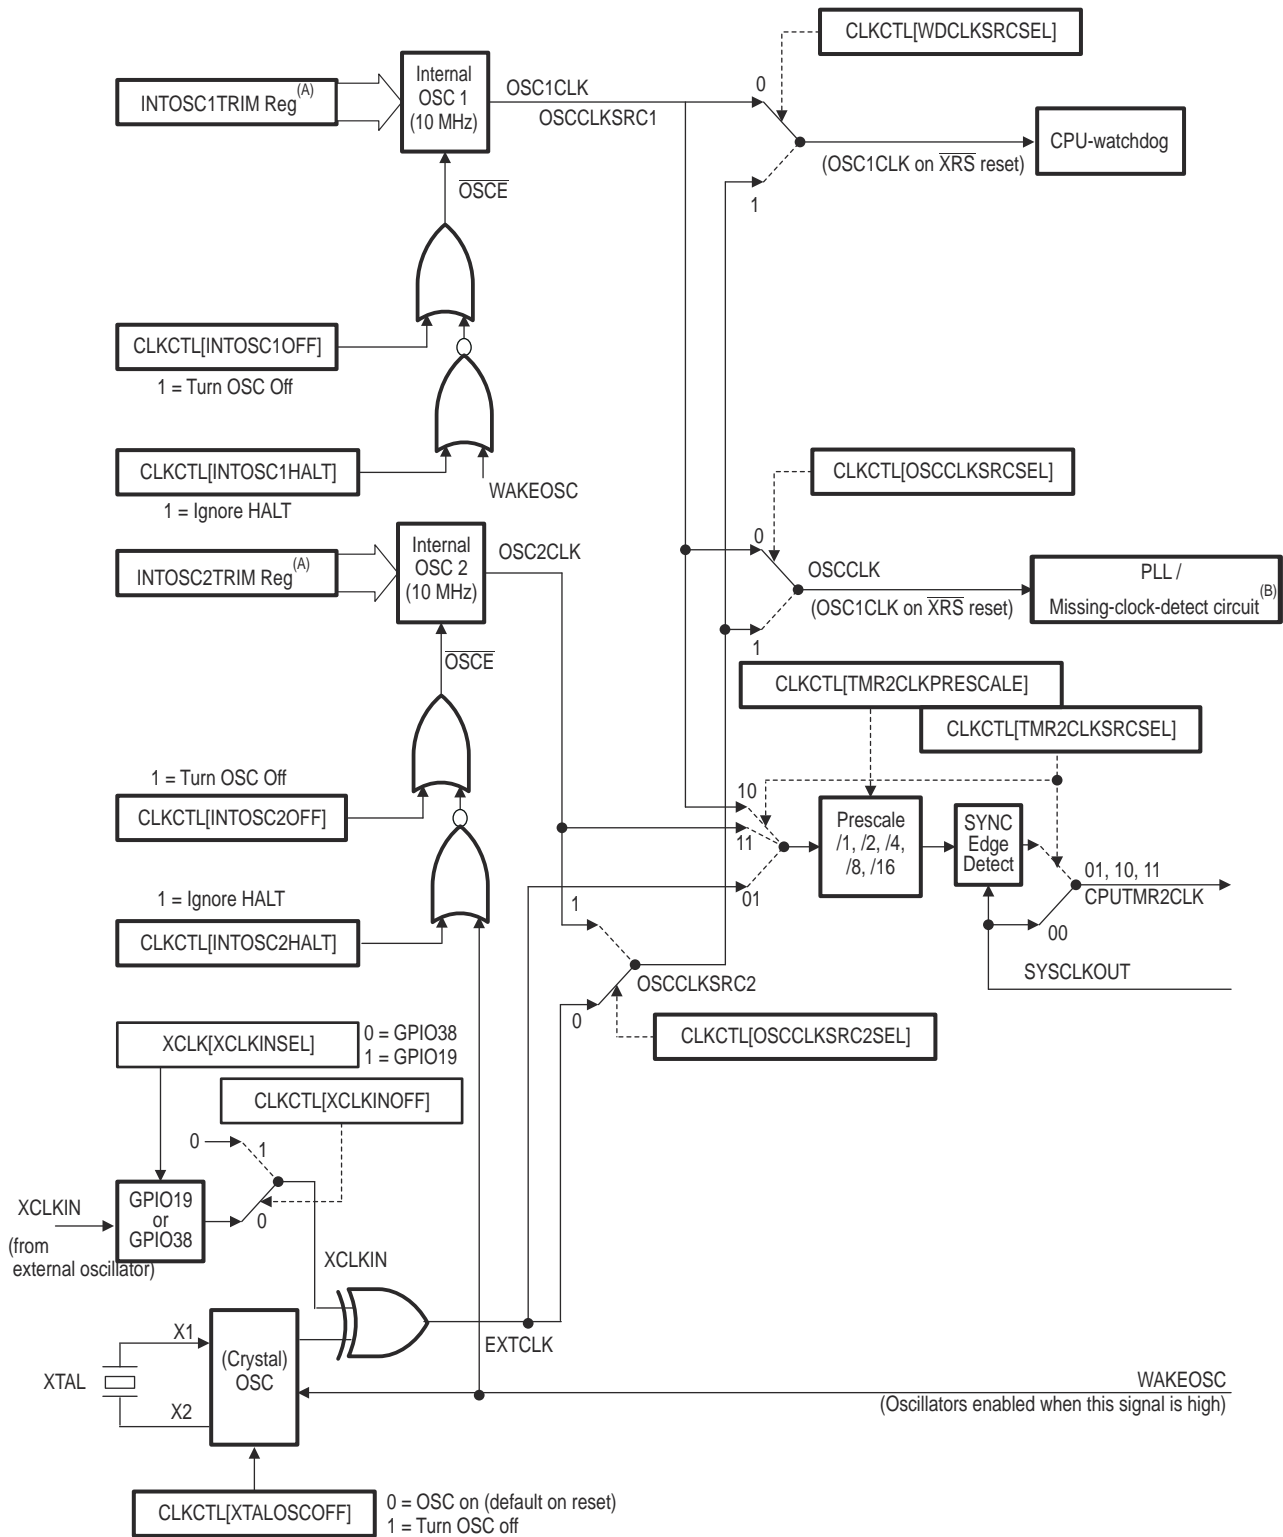 CLKCTL[WDCLKSRCSEL]
Internal
OSC 1
(10 MHz)
INTOSC1TRIM Reg(A)
OSC1CLK
OSCCLKSRC1
0
CPU-watchdog
(OSC1CLK on XRS reset)
1
OSCE
CLKCTL[INTOSC1OFF]
1 = Turn OSC Off
CLKCTL[INTOSC1HALT]
1 = Ignore HALT
WAKEOSC
CLKCTL[OSCCLKSRCSEL]
Internal
OSC 2
(10 MHz)
INTOSC2TRIM Reg(A)
OSC2CLK
0
OSCCLK
(OSC1CLK on XRS reset)
1
PLL /
Missing-clock-detect circuit(B)
OSCE
CLKCTL[TMR2CLKPRESCALE]
CLKCTL[TMR2CLKSRCSEL]
1 = Turn OSC Off
CLKCTL[INTOSC2OFF]
10
11
01
Prescale
/1, /2, /4,
/8, /16
SYNC
Edge
Detect
01, 10, 11
CPUTMR2CLK
00
SYSCLKOUT
1 = Ignore HALT
CLKCTL[INTOSC2HALT]
1
OSCCLKSRC2
0
CLKCTL[OSCCLKSRC2SEL]
XCLK[XCLKINSEL]
0 = GPIO38
1 = GPIO19
CLKCTL[XCLKINOFF]
0
1
0
XCLKIN
(from
external oscillator)
GPIO19
or
GPIO38
XCLKIN
EXTCLK
XTAL
X1
X2
(Crystal)
OSC
WAKEOSC
(Oscillators enabled when this signal is high)
CLKCTL[XTALOSCOFF]
0 = OSC on (default on reset)
1 = Turn OSC off